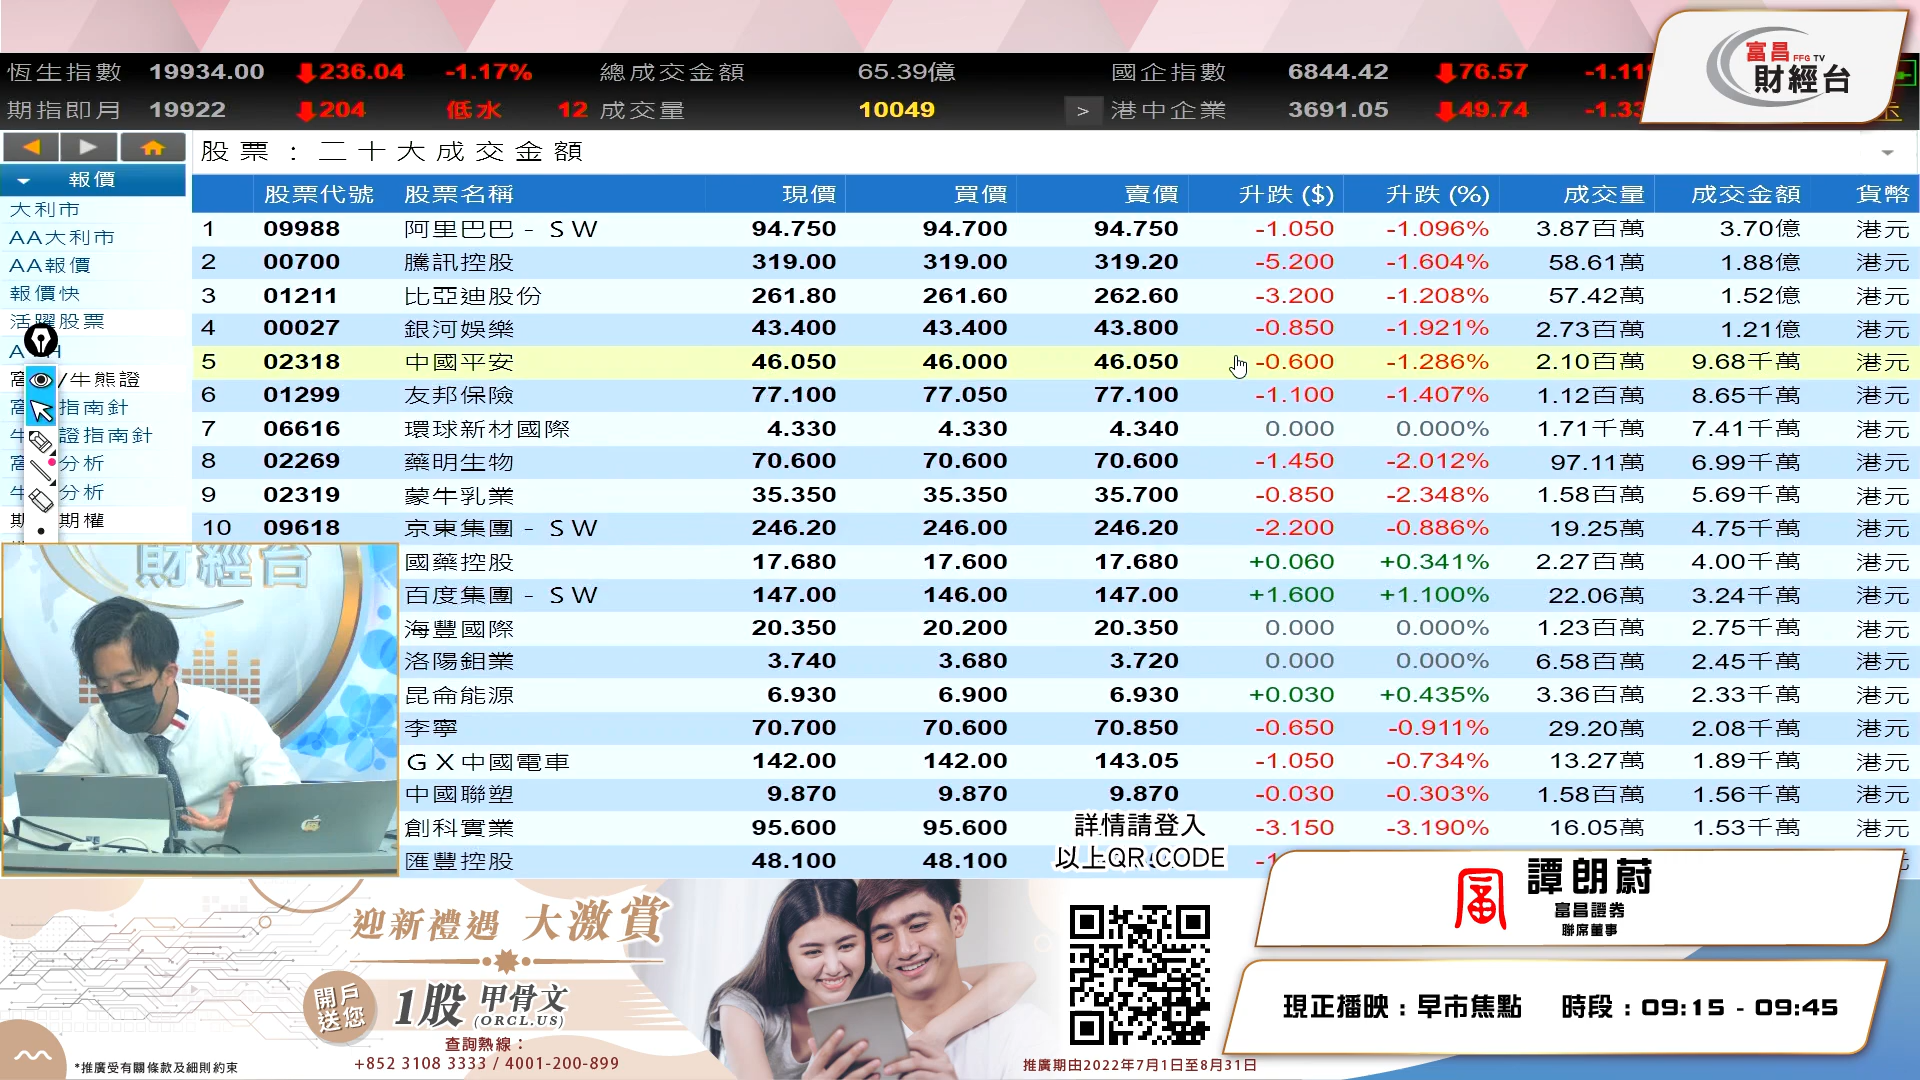 恆生指數 19934.00 236.04 -1.17% 總成交金額 65.39億 國企指數 6844.42 76.57 -1.11
期指即月 19922 204 低水 12 成交量 10049 > 港中企業 3691.05 49.74 -1.33
富昌 FFG TV
財經台
股票:二十大成交金額
報價
大利市
AA大利市
AA報價
報價快
活躍股票
/牛熊證
指南針
證指南針
分析
分析
期權
股票代號 股票名稱 現價 買價 賣價 升跌 ($) 升跌 (%) 成交量 成交金額 貨幣
1 09988 阿里巴巴-SW 94.750 94.700 94.750 -1.050 -1.096% 3.87百萬 3.70億 港元
2 00700 騰訊控股 319.00 319.00 319.20 -5.200 -1.604% 58.61萬 1.88億 港元
3 01211 比亞迪股份 261.80 261.60 262.60 -3.200 -1.208% 57.42萬 1.52億 港元
4 00027 銀河娛樂 43.400 43.400 43.800 -0.850 -1.921% 2.73百萬 1.21億 港元
5 02318 中國平安 46.050 46.000 46.050 -0.600 -1.286% 2.10百萬 9.68千萬 港元
6 01299 友邦保險 77.100 77.050 77.100 -1.100 -1.407% 1.12百萬 8.65千萬 港元
7 06616 環球新材國際 4.330 4.330 4.340 0.000 0.000% 1.71千萬 7.41千萬 港元
8 02269 藥明生物 70.600 70.600 70.600 -1.450 -2.012% 97.11萬 6.99千萬 港元
9 02319 蒙牛乳業 35.350 35.350 35.700 -0.850 -2.348% 1.58百萬 5.69千萬 港元
10 09618 京東集團-SW 246.20 246.00 246.20 -2.200 -0.886% 19.25萬 4.75千萬 港元
國藥控股 17.680 17.600 17.680 +0.060 +0.341% 2.27百萬 4.00千萬 港元
百度集團-SW 147.00 146.00 147.00 +1.600 +1.100% 22.06萬 3.24千萬 港元
海豐國際 20.350 20.200 20.350 0.000 0.000% 1.23百萬 2.75千萬 港元
洛陽鉬業 3.740 3.680 3.720 0.000 0.000% 6.58百萬 2.45千萬 港元
昆侖能源 6.930 6.900 6.930 +0.030 +0.435% 3.36百萬 2.33千萬 港元
李寧 70.700 70.600 70.850 -0.650 -0.911% 29.20萬 2.08千萬 港元
GX中國電車 142.00 142.00 143.05 -1.050 -0.734% 13.27萬 1.89千萬 港元
中國聯塑 9.870 9.870 9.870 -0.030 -0.303% 1.58百萬 1.56千萬 港元
創科實業 95.600 95.600 -3.150 -3.190% 16.05萬 1.53千萬 港元
匯豐控股 48.100 48.100
財經台
詳情請登入
以上QR CODE
迎新禮遇 大激賞
開戶
送您
1股 甲骨文
(ORCL.US)
查詢熱線:
+852 3108 3333 / 4001-200-899
*推廣受有關條款及細則約束
推廣期由2022年7月1日至8月31日
譚朗蔚
富昌證券
聯席董事
現正播映:早市焦點 時段:09:15 - 09:45